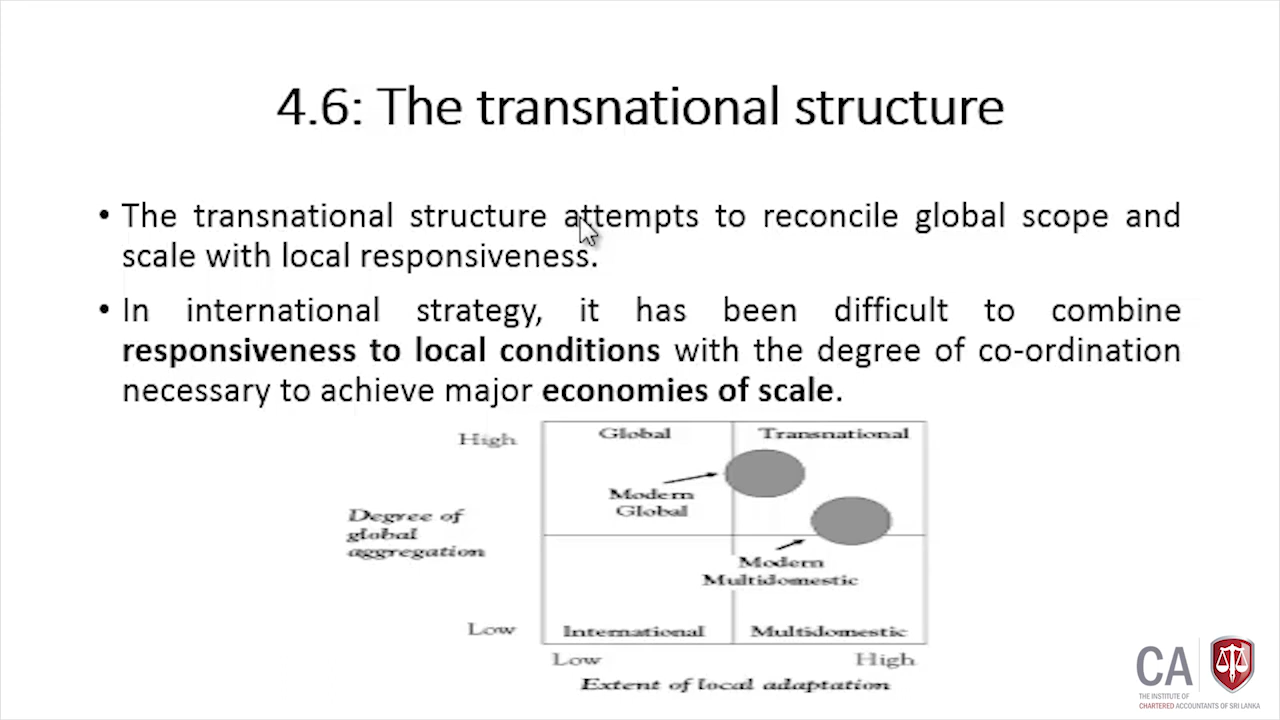 4.6: The transnational structure
• The transnational structure attempts to reconcile global scope and
scale with local responsiveness.
• In international strategy, it has been difficult to combine
responsiveness to local conditions with the degree of co-ordination
necessary to achieve major economies of scale.
High
Global
Transnational
Modern
Global
Degree of
global
aggregation
Modern
Multidomestic
Low
International
Multidomestic
Low
High
Extent of local adaptation
CA
THE INSTITUTE OF
CHARTERED ACCOUNTANTS OF SRI LANKA